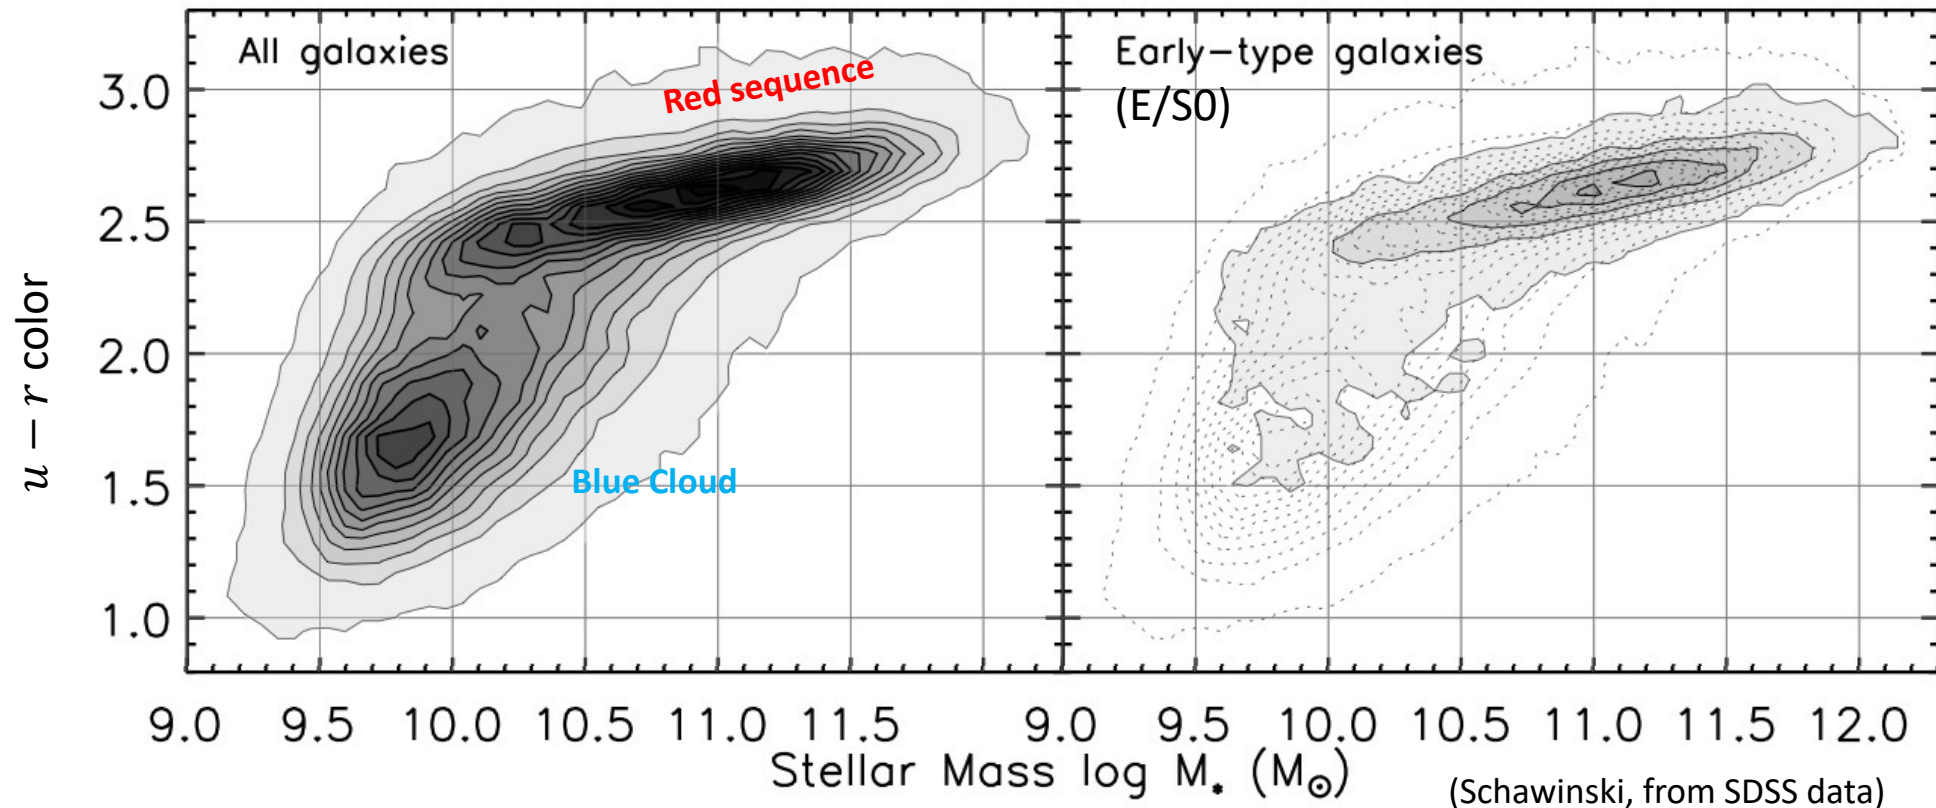 All galaxies
Red sequence
Blue Cloud
Early-type galaxies
(E/S0)
u − r color
3.0
2.5
2.0
1.5
1.0
9.0 9.5 10.0 10.5 11.0 11.5
9.0 9.5 10.0 10.5 11.0 11.5 12.0
Stellar Mass log M* (M⊙)
(Schawinski, from SDSS data)